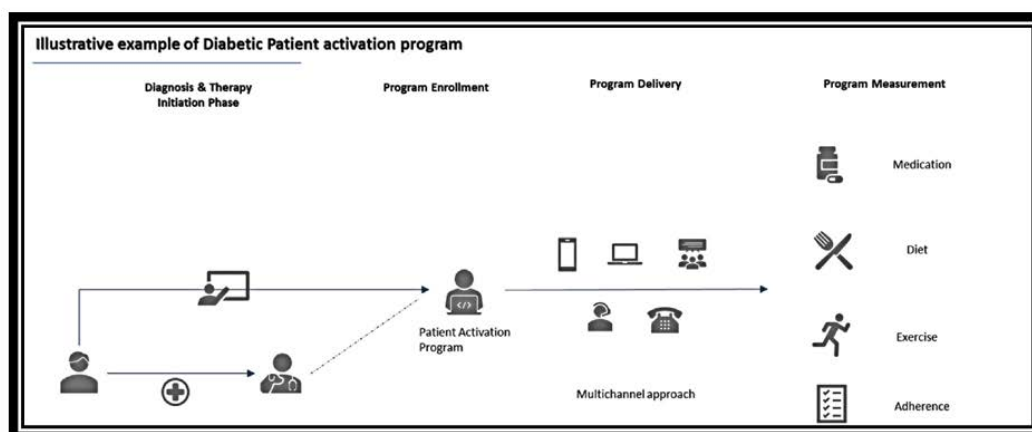 Illustrative example of Diabetic Patient activation program
Diagnosis & Therapy
Initiation Phase
Program Enrollment
Program Delivery
Program Measurement
Medication
Diet
</>
Patient Activation
Program
Exercise
Multichannel approach
Adherence